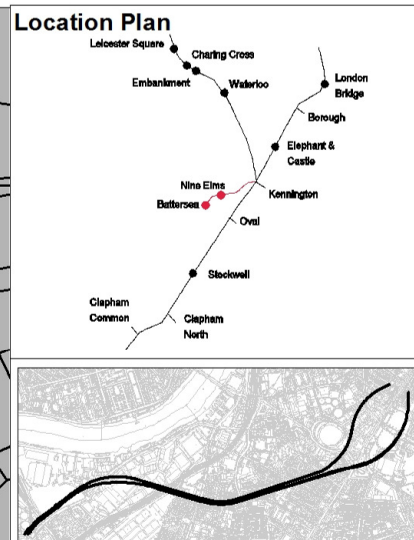 Location Plan
Leicester Square
Charing Cross
Embankment
Waterloo
London
Bridge
Borough
Elephant &
Castle
Nine Elms
Kennington
Battersea
Oval
Stockwell
Clapham
Common
Clapham
North